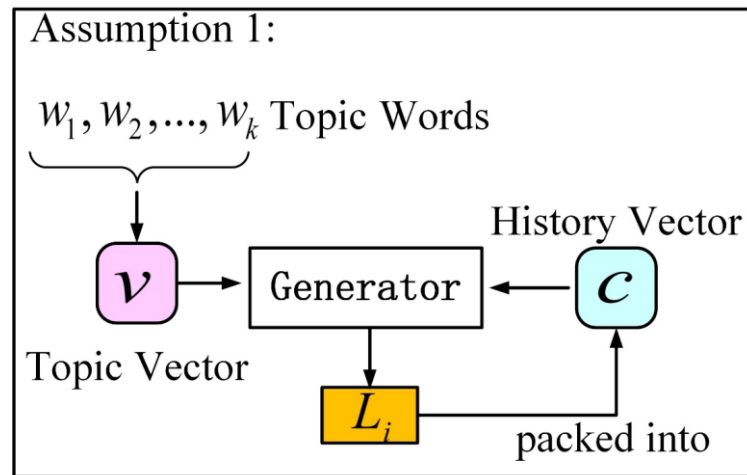 Assumption 1:
w₁, w₂, ..., wₖ Topic Words
History Vector
v
Generator
c
Topic Vector
Lᵢ
packed into